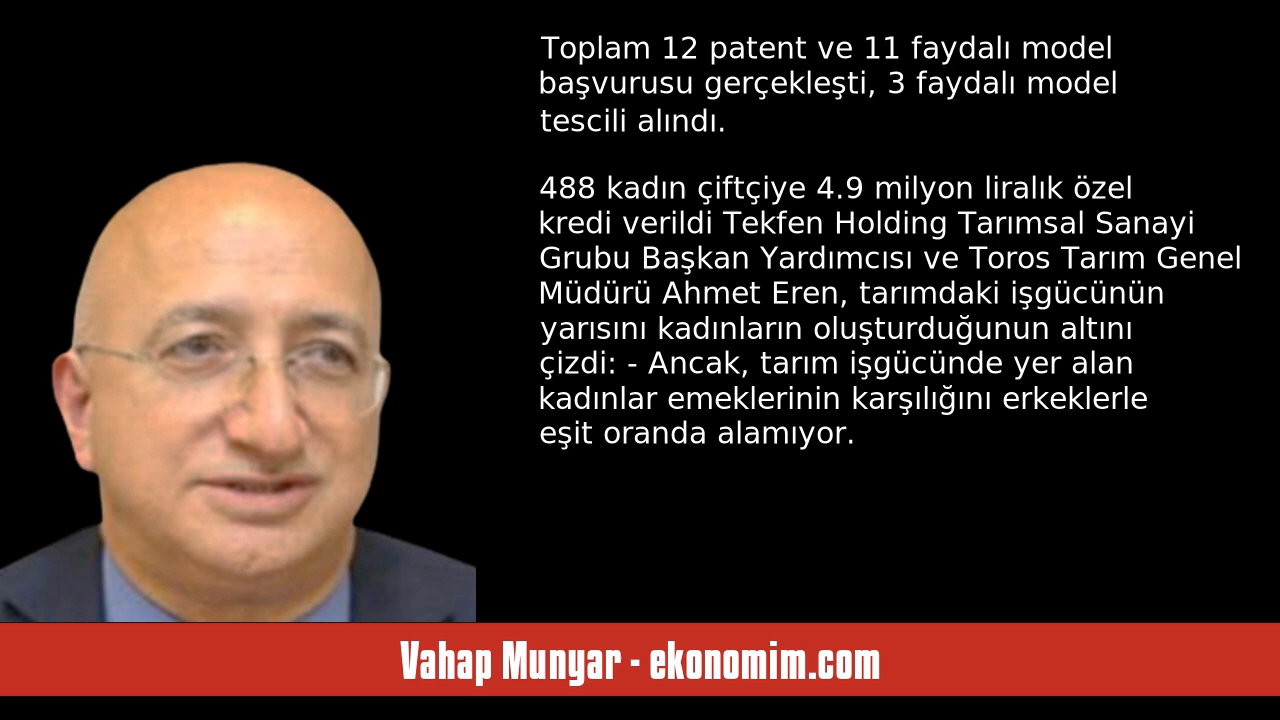 Toplam 12 patent ve 11 faydalı model
başvurusu gerçekleşti, 3 faydalı model
tescili alındı.
488 kadın çiftçiye 4.9 milyon liralık özel
kredi verildi Tekfen Holding Tarımsal Sanayi
Grubu Başkan Yardımcısı ve Toros Tarım Genel
Müdürü Ahmet Eren, tarımdaki işgücünün
yarısını kadınların oluşturduğunun altını
çizdi: - Ancak, tarım işgücünde yer alan
kadınlar emeklerinin karşılığını erkeklerle
eşit oranda alamıyor.
Vahap Munyar - ekonomim.com